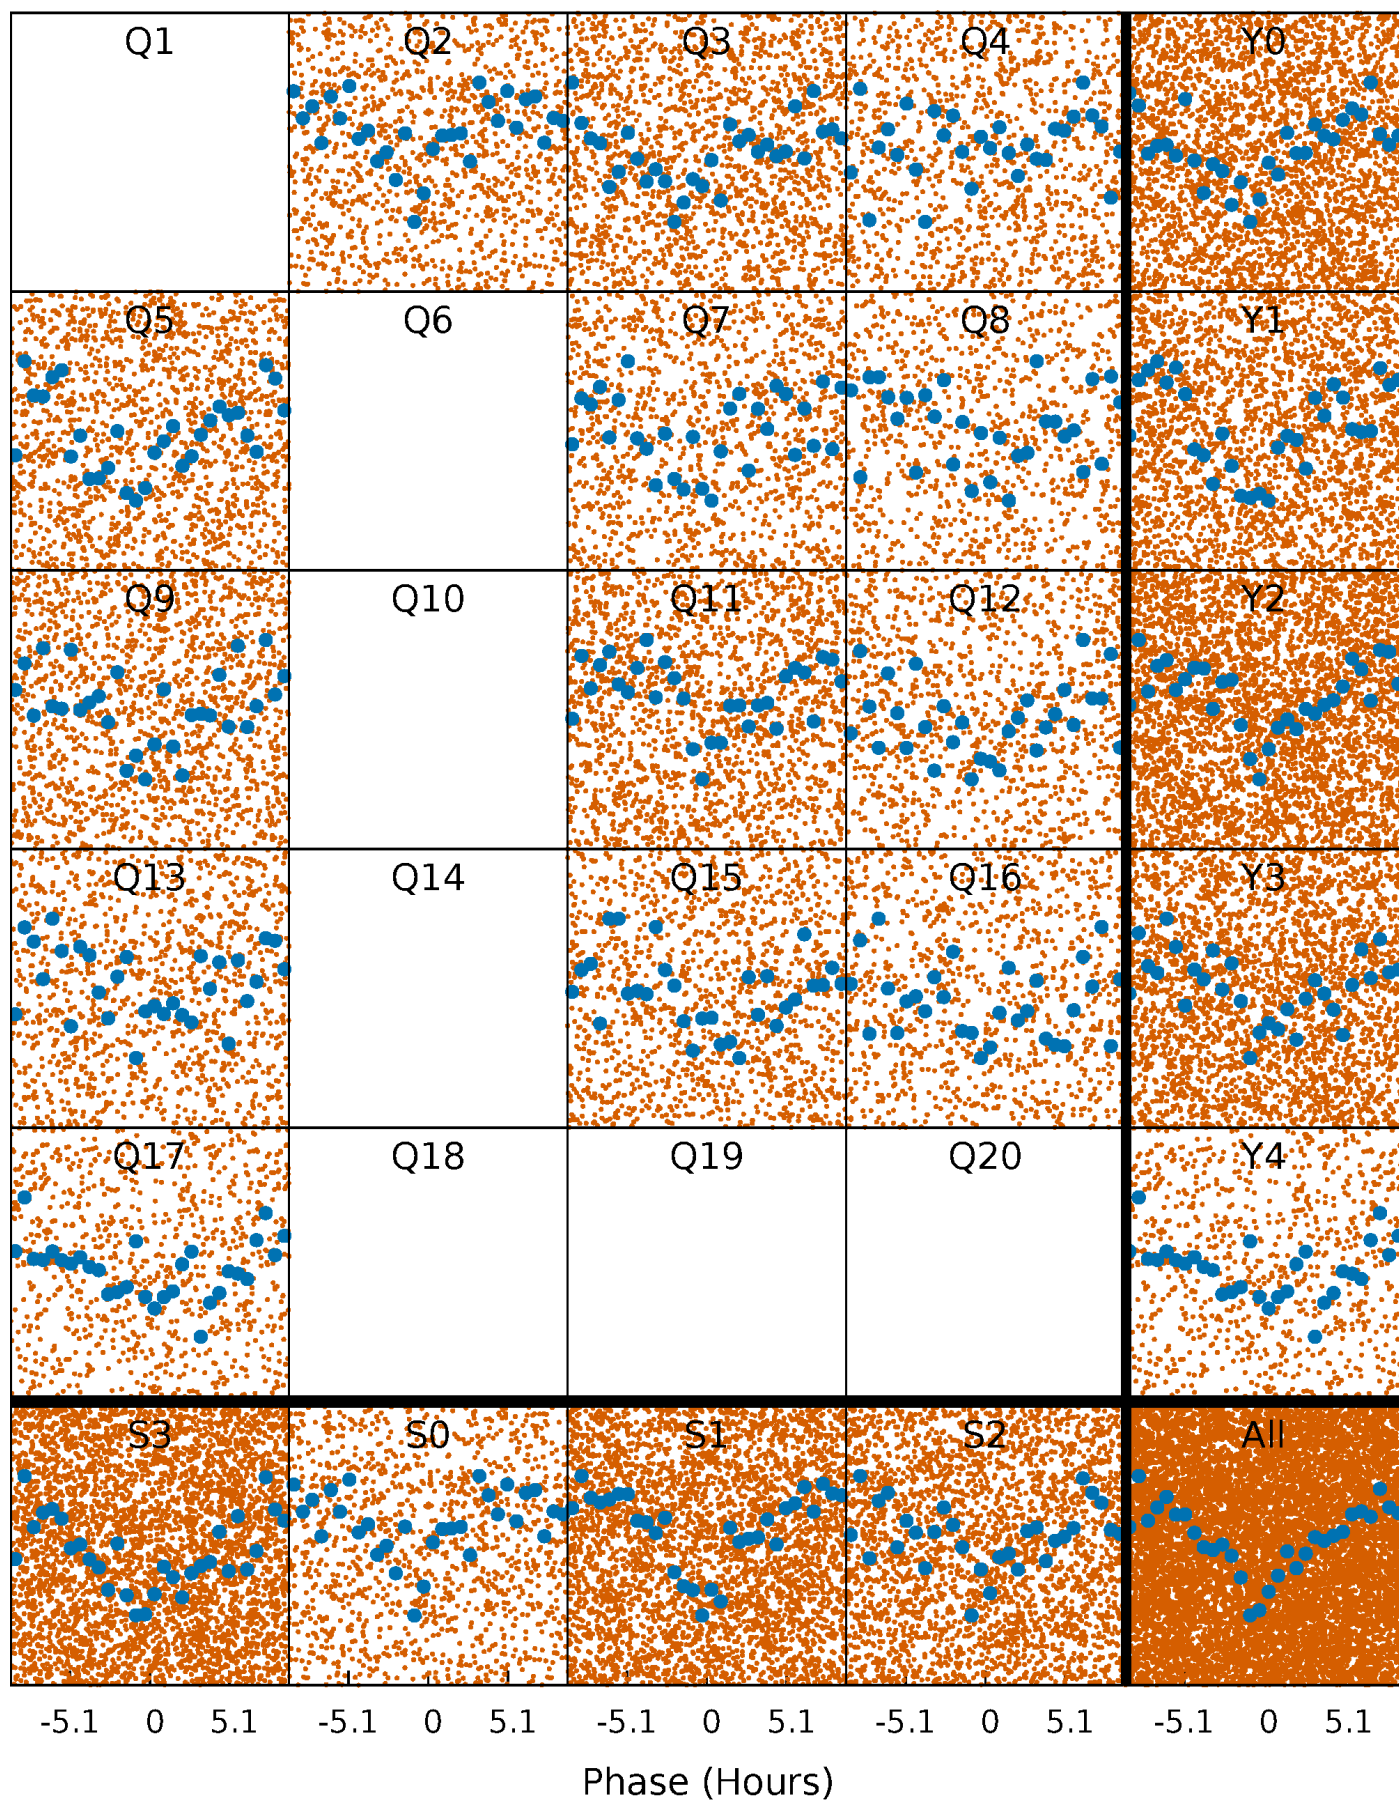 Q1 Q2 Q3 Q4 Y0
Q5 Q6 Q7 Q8 Y1
Q9 Q10 Q11 Q12 Y2
Q13 Q14 Q15 Q16 Y3
Q17 Q18 Q19 Q20 Y4
S3 S0 S1 S2 All
-5.1 0 5.1 -5.1 0 5.1 -5.1 0 5.1 -5.1 0 5.1 -5.1 0 5.1
Phase (Hours)